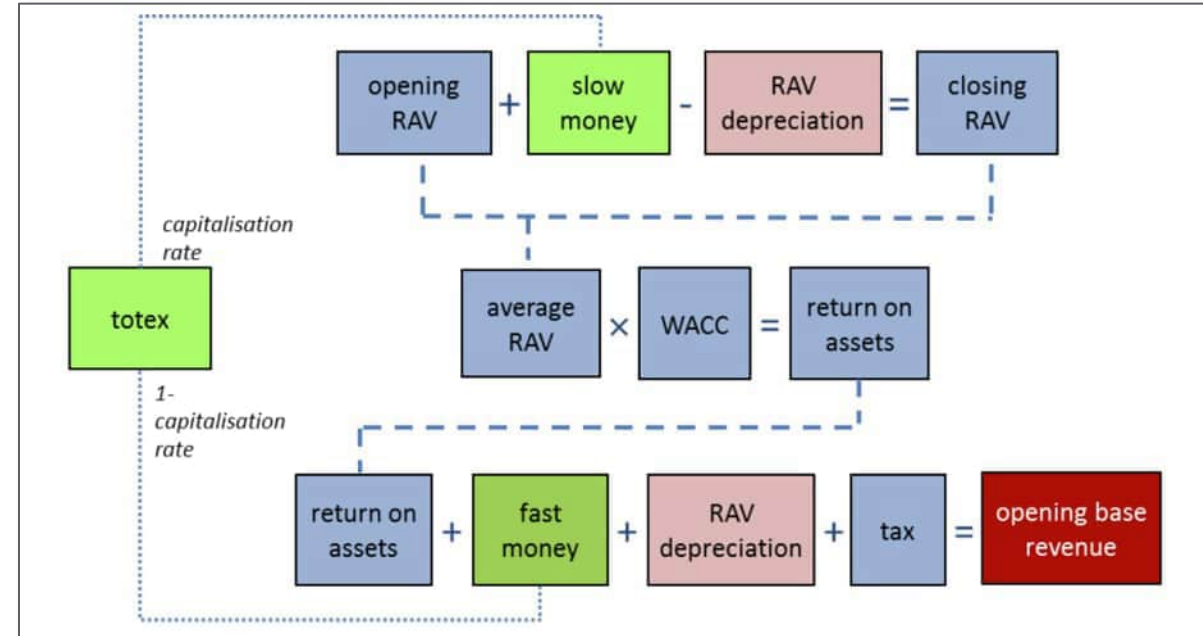 opening
RAV
+
slow
money
-
RAV
depreciation
=
closing
RAV
capitalisation
rate
totex
average
RAV
×
WACC
=
return on
assets
1-
capitalisation
rate
return on
assets
+
fast
money
+
RAV
depreciation
+
tax
=
opening base
revenue